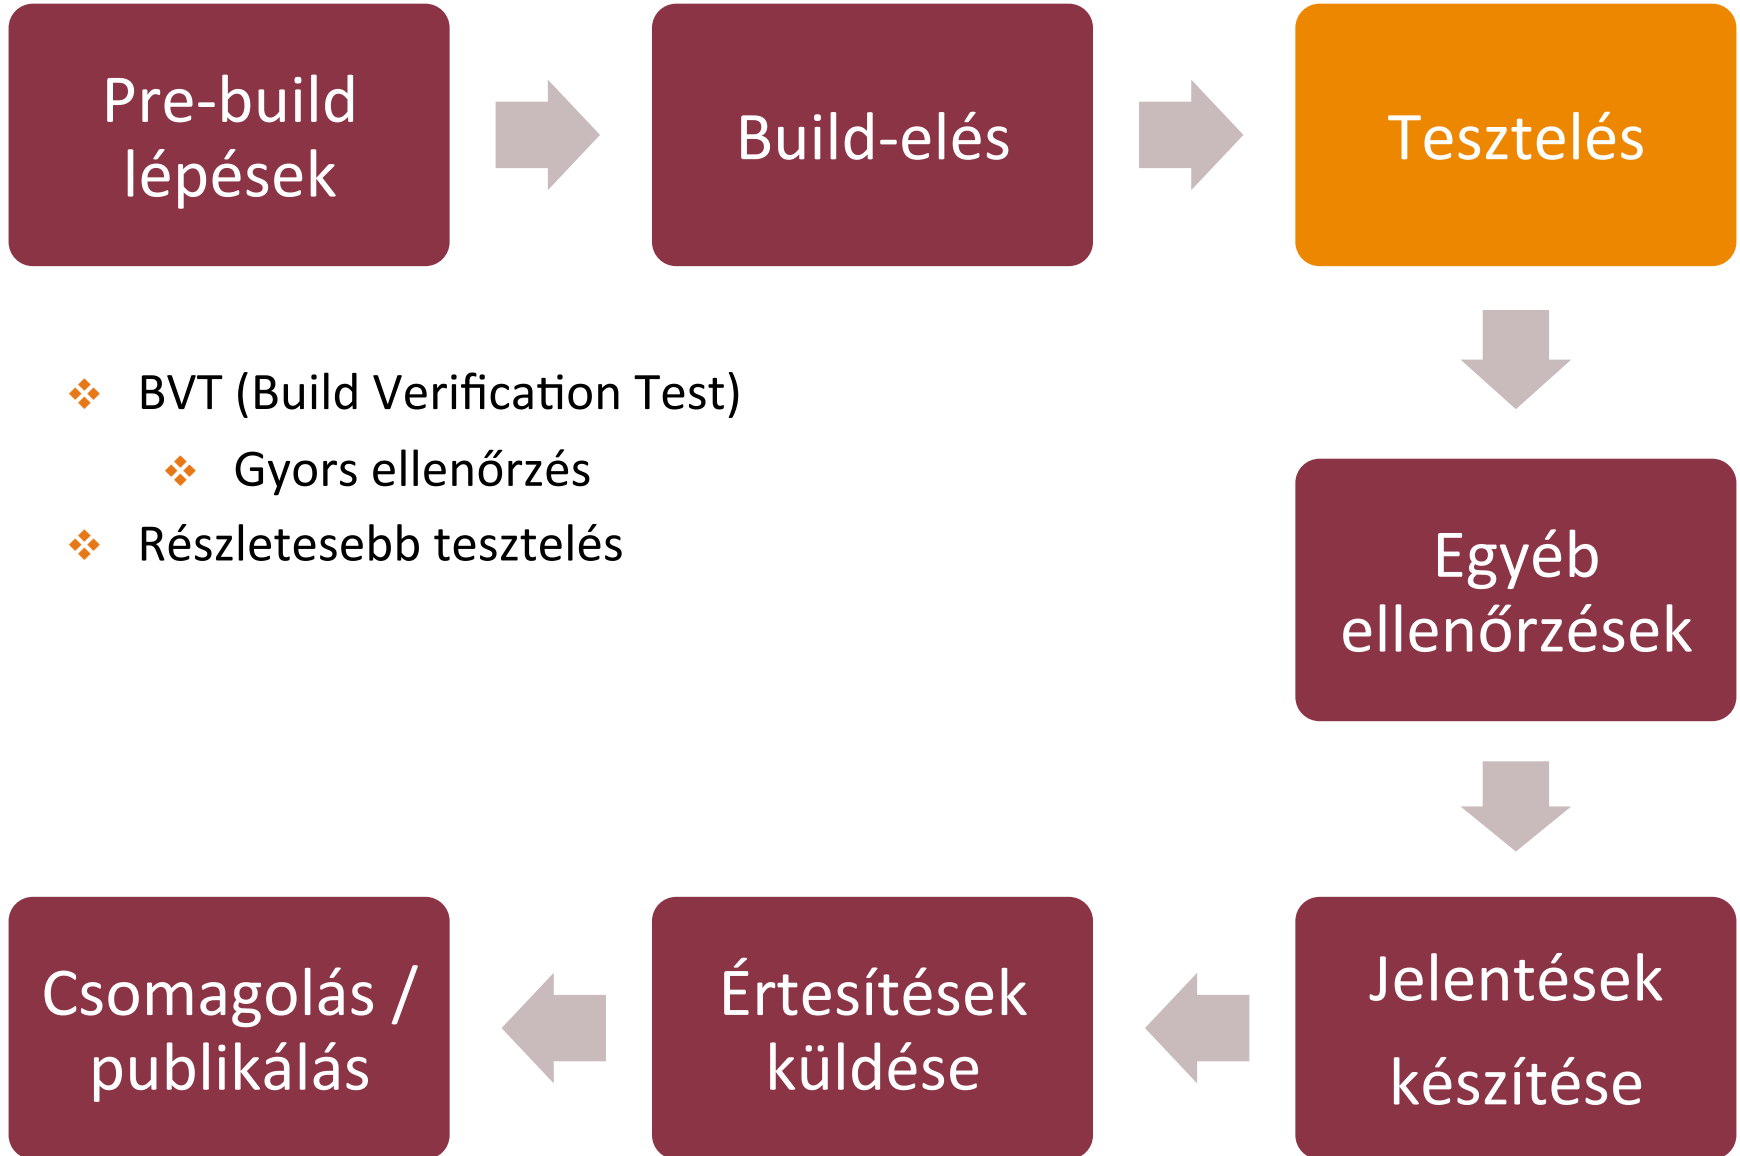 Pre-build
lépések
Build-elés
Tesztelés
BVT (Build Verification Test)
Gyors ellenőrzés
Részletesebb tesztelés
Egyéb
ellenőrzések
Jelentések
készítése
Értesítések
küldése
Csomagolás /
publikálás